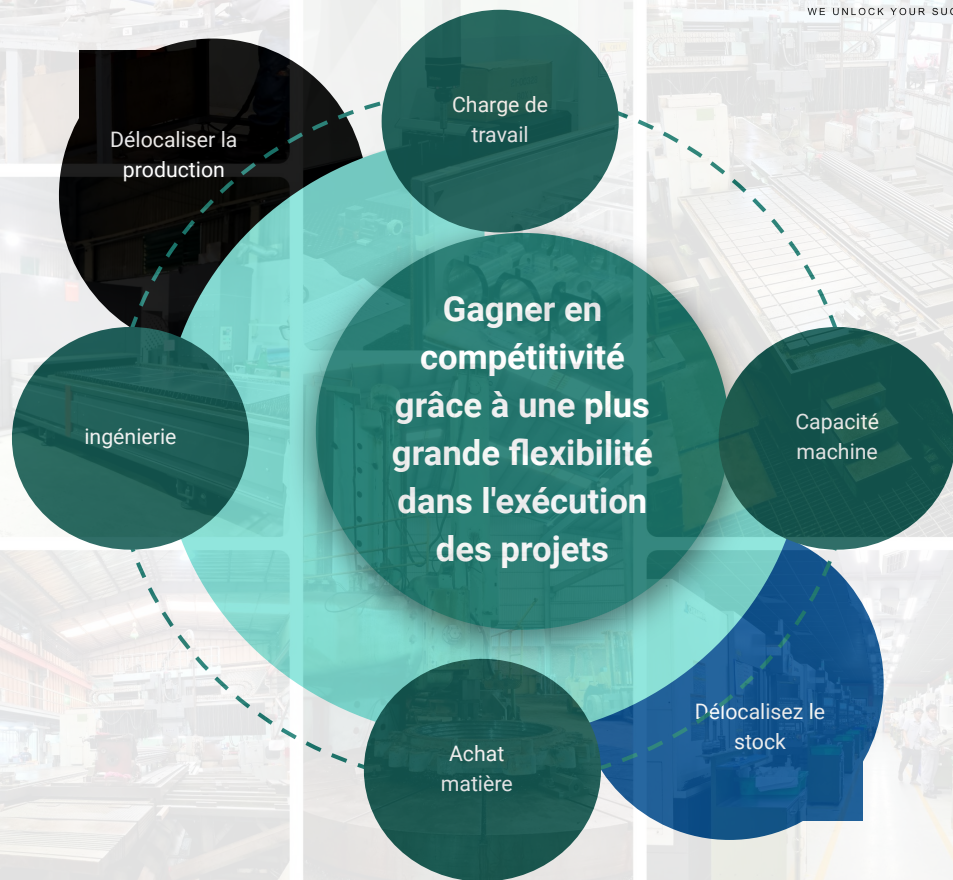 WE UNLOCK YOUR
Charge de
travail
Délocaliser la
production
Gagner en
compétitivité
grâce à une plus
grande flexibilité
dans l'exécution
des projets
ingénierie
Capacité
machine
Délocalisez le
stock
Achat
matière